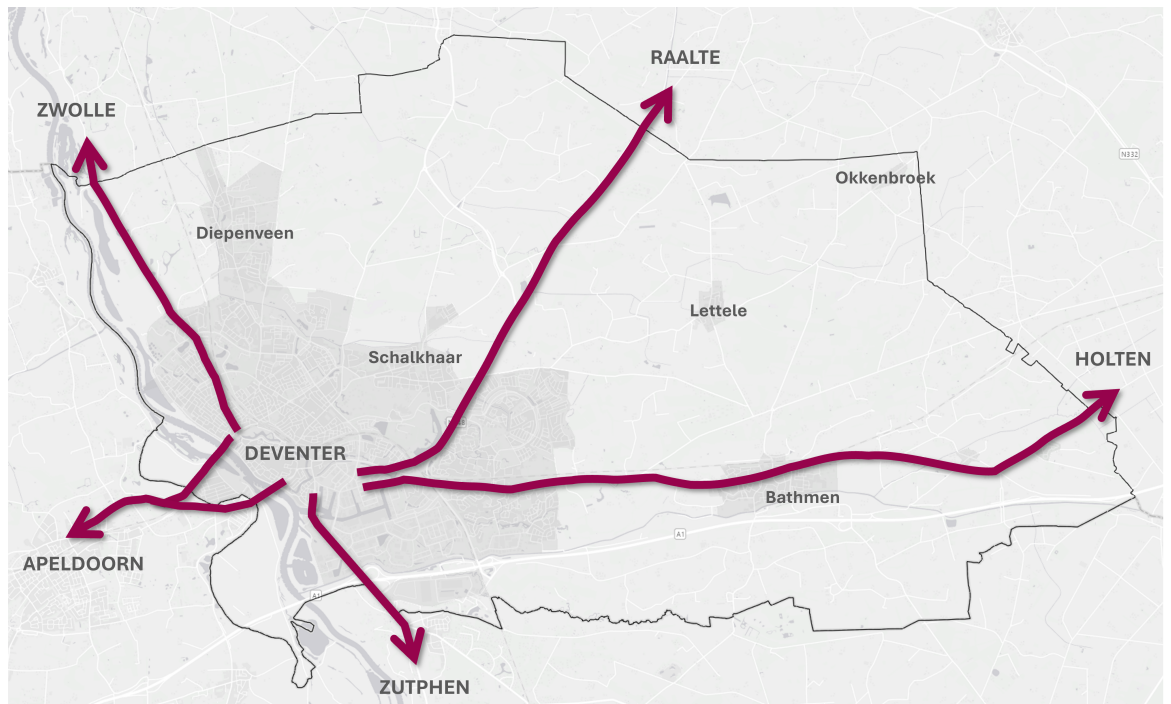 RAALTE
ZWOLLE
N332
Okkenbroek
Diepenveen
Lettele
Schalkhaar
HOLTEN
DEVENTER
Bathmen
A1
APELDOORN
A1
ZUTPHEN